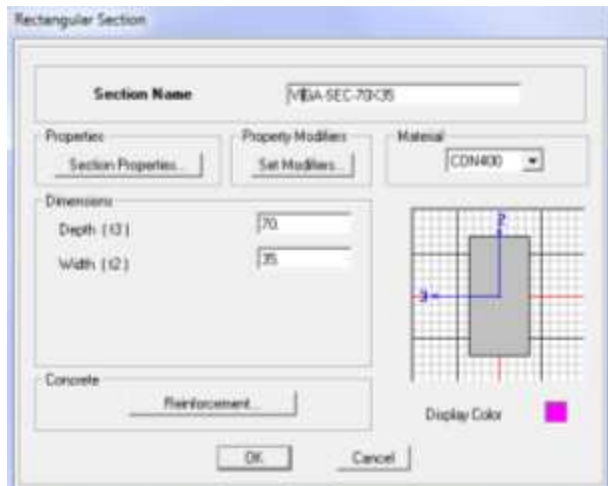 Rectangular Section
Section Name VIGA-SEC-70X35
Properties
Section Properties...
Property Modifiers
Set Modifiers...
Material
CON400
Dimensions
Depth ( t3 ) 70.
Width ( t2 ) 35.
2
3
Concrete
Reinforcement...
Display Color
OK
Cancel